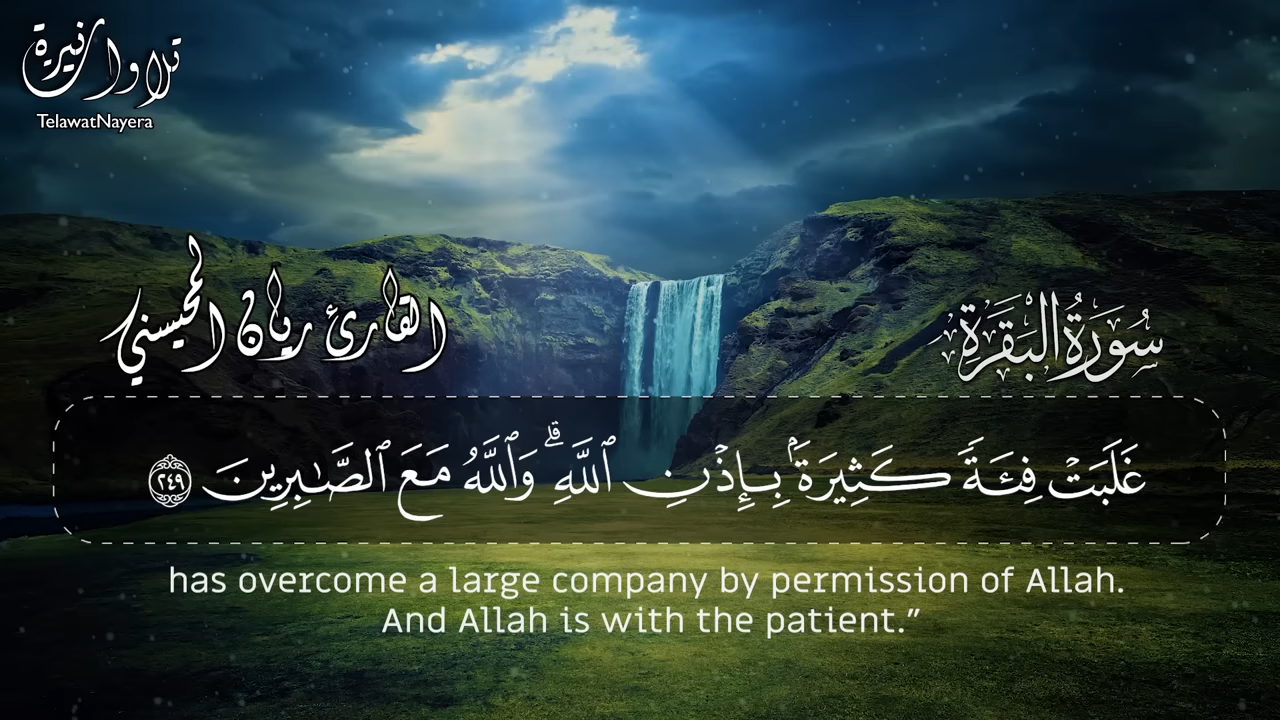 تلاوات نيرة
TelawatNayera
سُورَةُ البَقَرَةِ
القارئ ريان المحيسني
غَلَبَتْ فِئَةً كَثِيرَةَۢ بِإِذْنِ ٱللَّهِ ۗ وَٱللَّهُ مَعَ ٱلصَّـٰبِرِينَ ٢٤٩
has overcome a large company by permission of Allah.
And Allah is with the patient.”